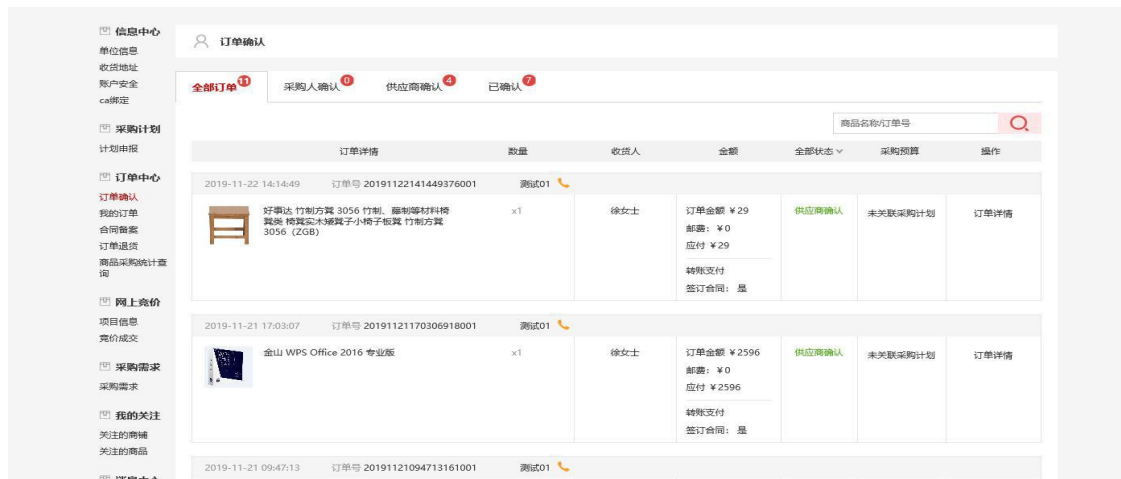 信息中心
单位信息
收货地址
账户安全
ca绑定
采购计划
计划申报
订单中心
订单确认
我的订单
合同备案
订单退货
商品采购统计查
询
网上竞价
项目信息
竞价成交
采购需求
采购需求
我的关注
关注的商铺
关注的商品
订单确认
全部订单 11 采购人确认 0 供应商确认 4 已确认 7
商品名称/订单号
订单详情 数量 收货人 金额 全部状态 采购预算 操作
2019-11-22 14:14:49 订单号 20191122141449376001 测试01
好事达 竹制方凳 3056 竹制、藤制等材料椅 x1 徐女士 订单金额 ¥29 供应商确认 未关联采购计划 订单详情
凳类 椅凳实木矮凳子小椅子板凳 竹制方凳
3056 (ZGB)
邮费: ¥0
应付 ¥29
转账支付
签订合同: 是
2019-11-21 17:03:07 订单号 20191121170306918001 测试01
金山 WPS Office 2016 专业版 x1 徐女士 订单金额 ¥2596 供应商确认 未关联采购计划 订单详情
邮费: ¥0
应付 ¥2596
转账支付
签订合同: 是
2019-11-21 09:47:13 订单号 20191121094713161001 测试01